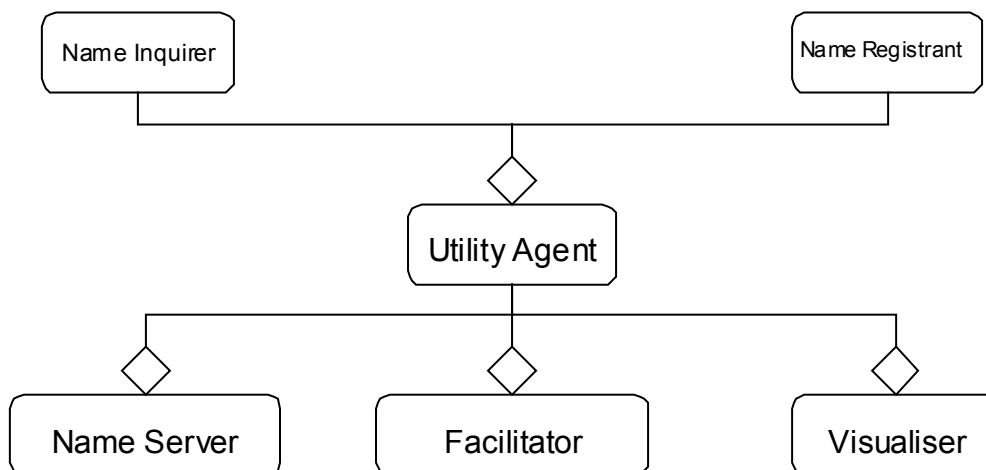 Name Inquirer
Name Registrant
Utility Agent
Name Server
Facilitator
Visualiser